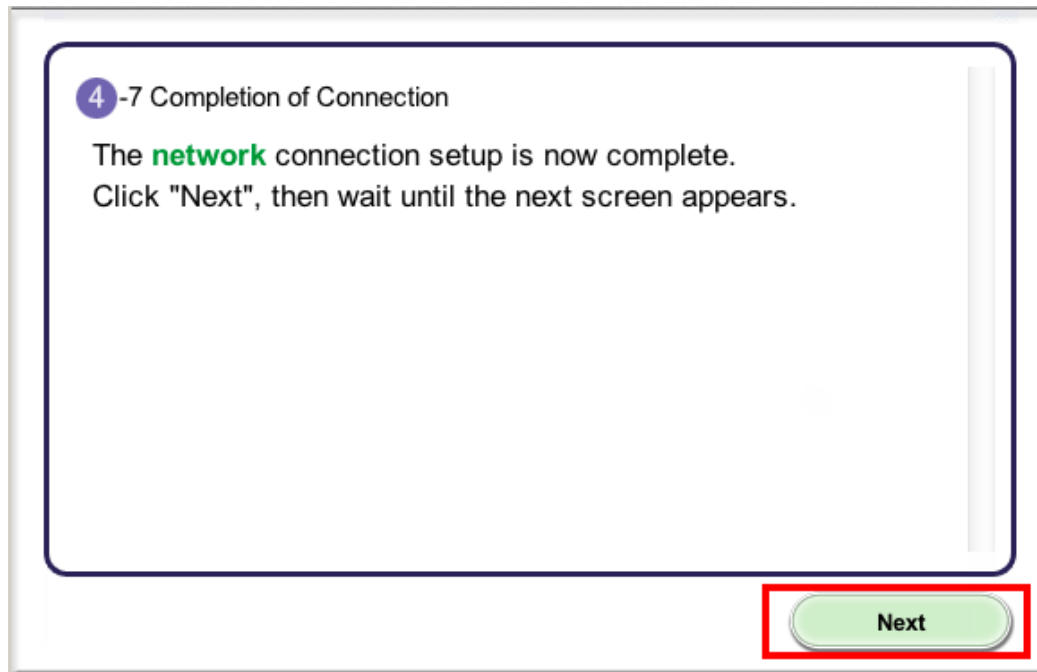 4 -7 Completion of Connection
The network connection setup is now complete.
Click "Next", then wait until the next screen appears.
Next